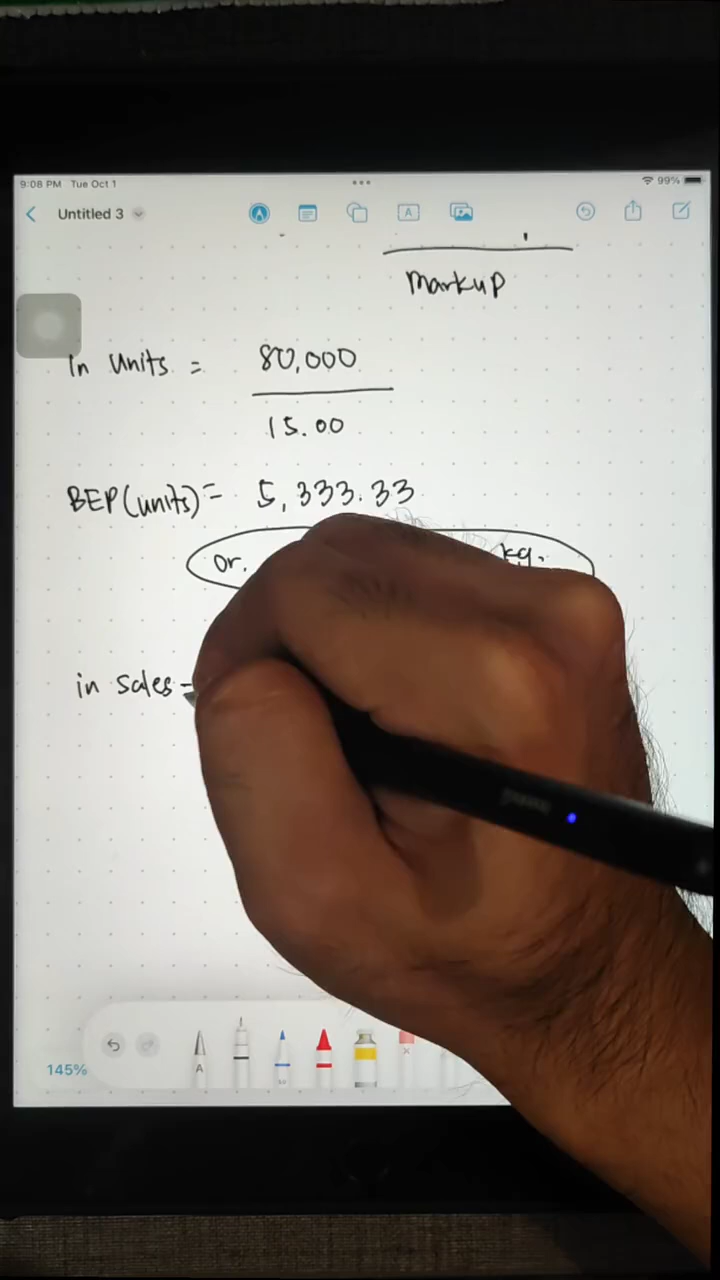 9:08 PM Tue Oct 1 99%
Untitled 3
Markup
In Units = 80,000
15.00
BEP(units) = 5,333.33
or. kg.
in sales -
A
145%